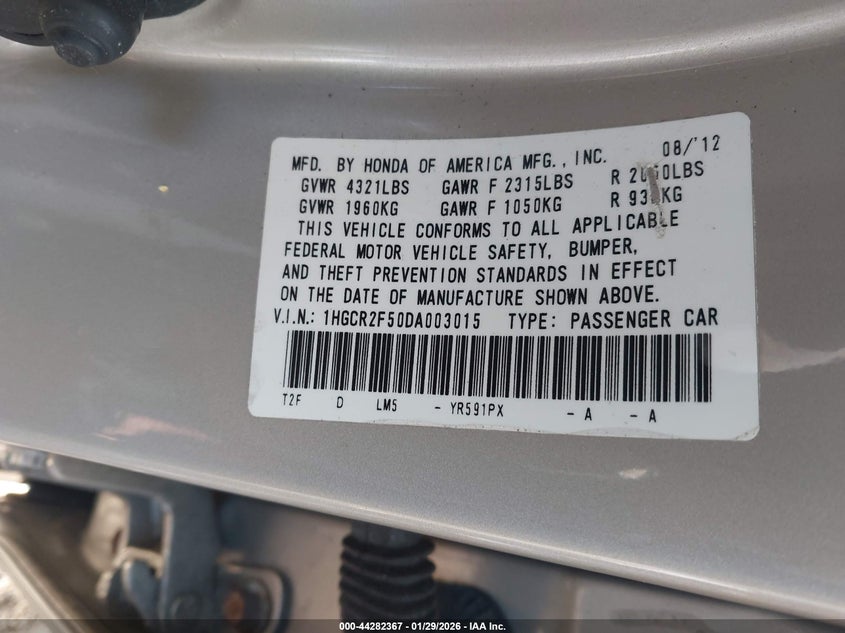 MFD. BY HONDA OF AMERICA MFG., INC. 08/'12
GVWR 4321LBS GAWR F 2315LBS R
GVWR 1960KG GAWR F 1050KG R
THIS VEHICLE CONFORMS TO ALL APPLICABLE
FEDERAL MOTOR VEHICLE SAFETY, BUMPER,
AND THEFT PREVENTION STANDARDS IN EFFECT
ON THE DATE OF MANUFACTURE SHOWN ABOVE.
V.I.N.: 1HGCR2F50DA003015 TYPE: PASSENGER CAR
T2F D LM5 - YR591PX - A - A
000-44282367 - 01/29/2026 - IAA Inc.